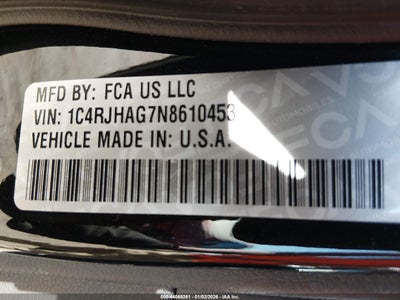 MFD BY: FCA US LLC
VIN: 1C4RJHAG7N8610453
VEHICLE MADE IN: U.S.A.